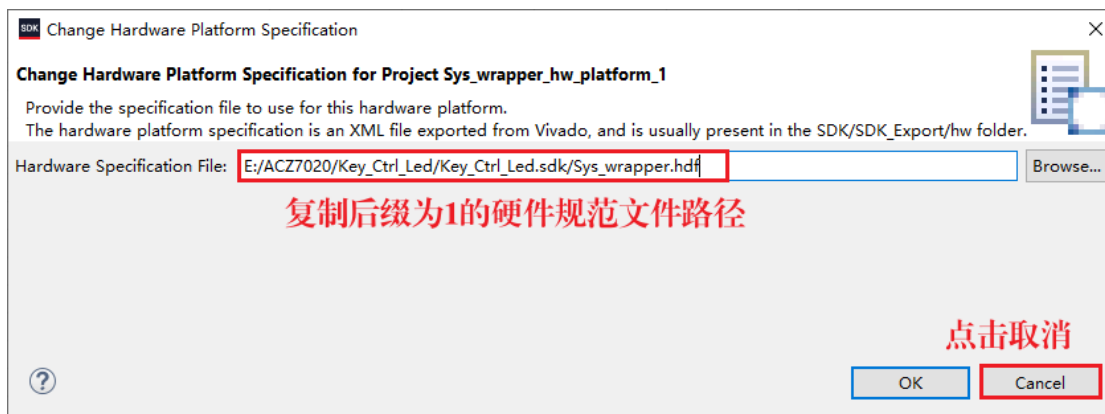 SDK Change Hardware Platform Specification
Change Hardware Platform Specification for Project Sys_wrapper_hw_platform_1
Provide the specification file to use for this hardware platform.
The hardware platform specification is an XML file exported from Vivado, and is usually present in the SDK/SDK_Export/hw folder.
Hardware Specification File: E:/ACZ7020/Key_Ctrl_Led/Key_Ctrl_Led.sdk/Sys_wrapper.hdf Browse...
复制后缀为1的硬件规范文件路径
点击取消
? OK Cancel